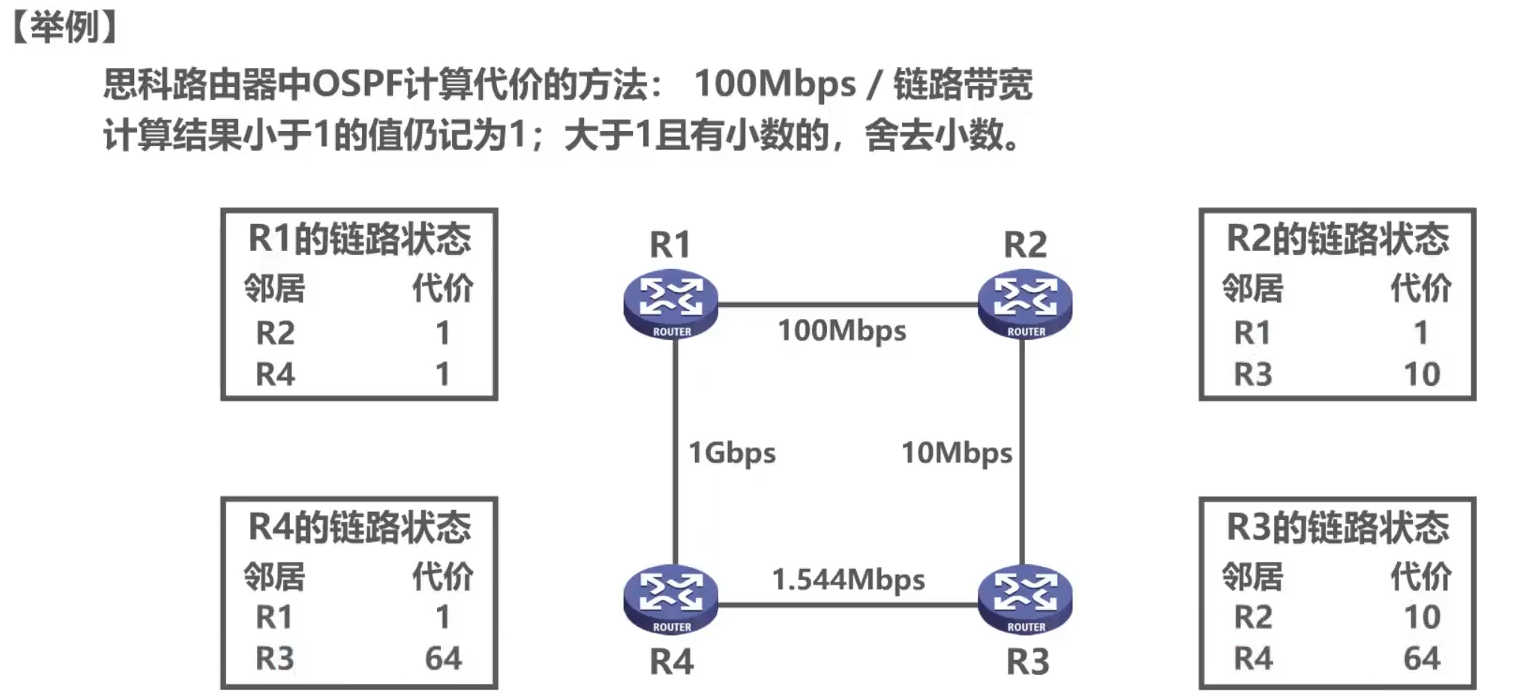 【举例】
思科路由器中OSPF计算代价的方法： 100Mbps / 链路带宽
计算结果小于1的值仍记为1；大于1且有小数的，舍去小数。
R1的链路状态
邻居 代价
R2 1
R4 1
R1
R2
ROUTER
ROUTER
100Mbps
R2的链路状态
邻居 代价
R1 1
R3 10
1Gbps
10Mbps
R4的链路状态
邻居 代价
R1 1
R3 64
1.544Mbps
ROUTER
ROUTER
R4
R3
R3的链路状态
邻居 代价
R2 10
R4 64